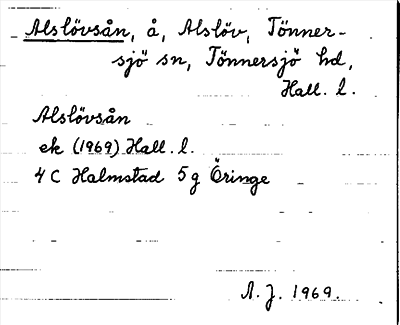 Alslövsån, å, Alslöv, Tönner-
sjö sn, Tönnersjö hd,
Hall. l.
Alslövsån
ek (1969) Hall. l.
4 C Halmstad 5 g Öringe
A. J. 1969.